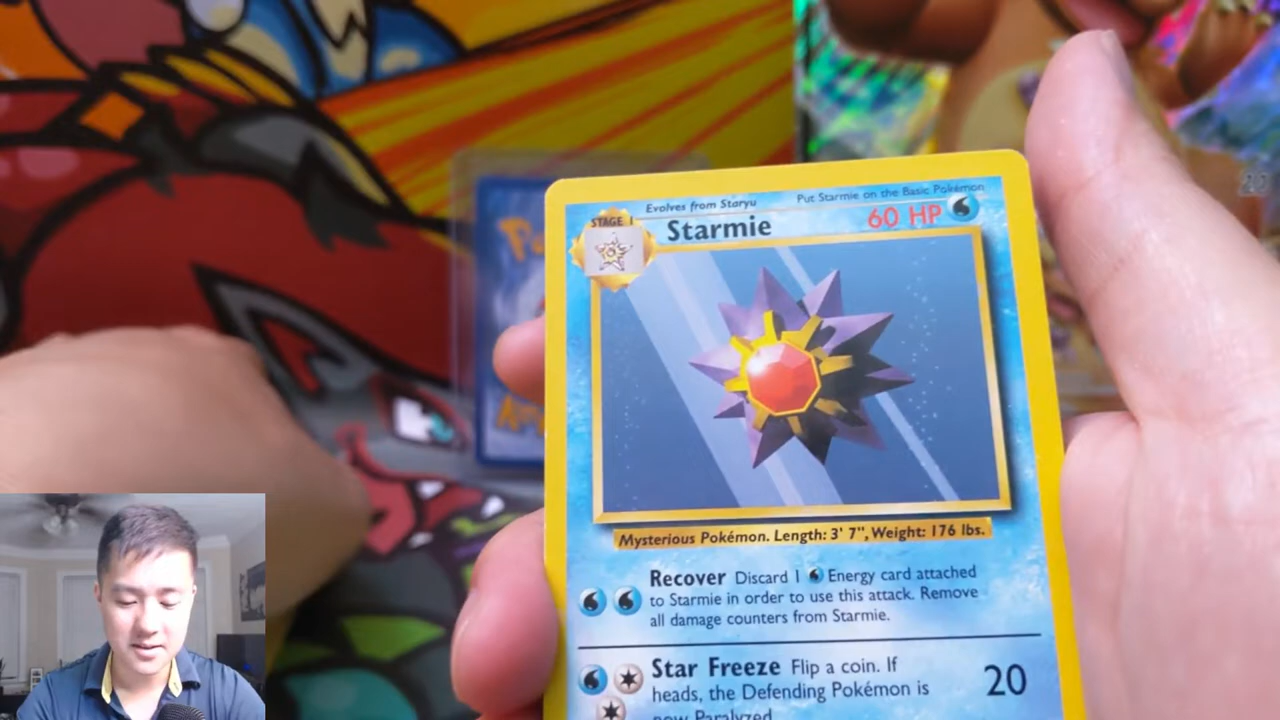 Evolves from Staryu
Put Starmie on the Basic Pokémon
STAGE 1
Starmie
60 HP
Mysterious Pokémon. Length: 3' 7", Weight: 176 lbs.
Recover Discard 1 Energy card attached
to Starmie in order to use this attack. Remove
all damage counters from Starmie.
Star Freeze Flip a coin. If
heads, the Defending Pokémon is
now Paralyzed
20